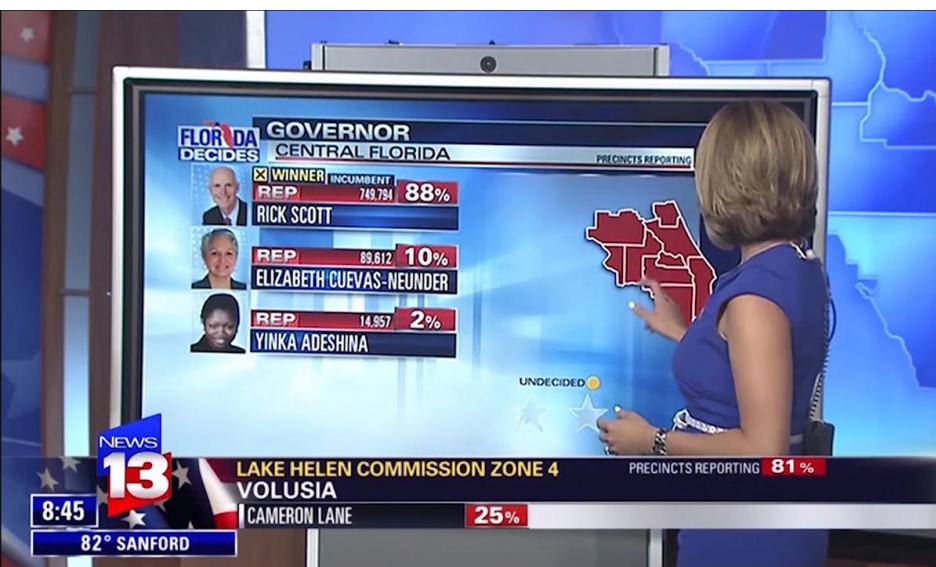 FLORIDA
DECIDES
GOVERNOR
CENTRAL FLORIDA
PRECINCTS REPORTING
WINNER INCUMBENT
REP 749,794 88%
RICK SCOTT
REP 89,612 10%
ELIZABETH CUEVAS-NEUNDER
REP 14,957 2%
YINKA ADESHINA
UNDECIDED
NEWS
13
LAKE HELEN COMMISSION ZONE 4
PRECINCTS REPORTING 81%
VOLUSIA
CAMERON LANE 25%
8:45
82° SANFORD